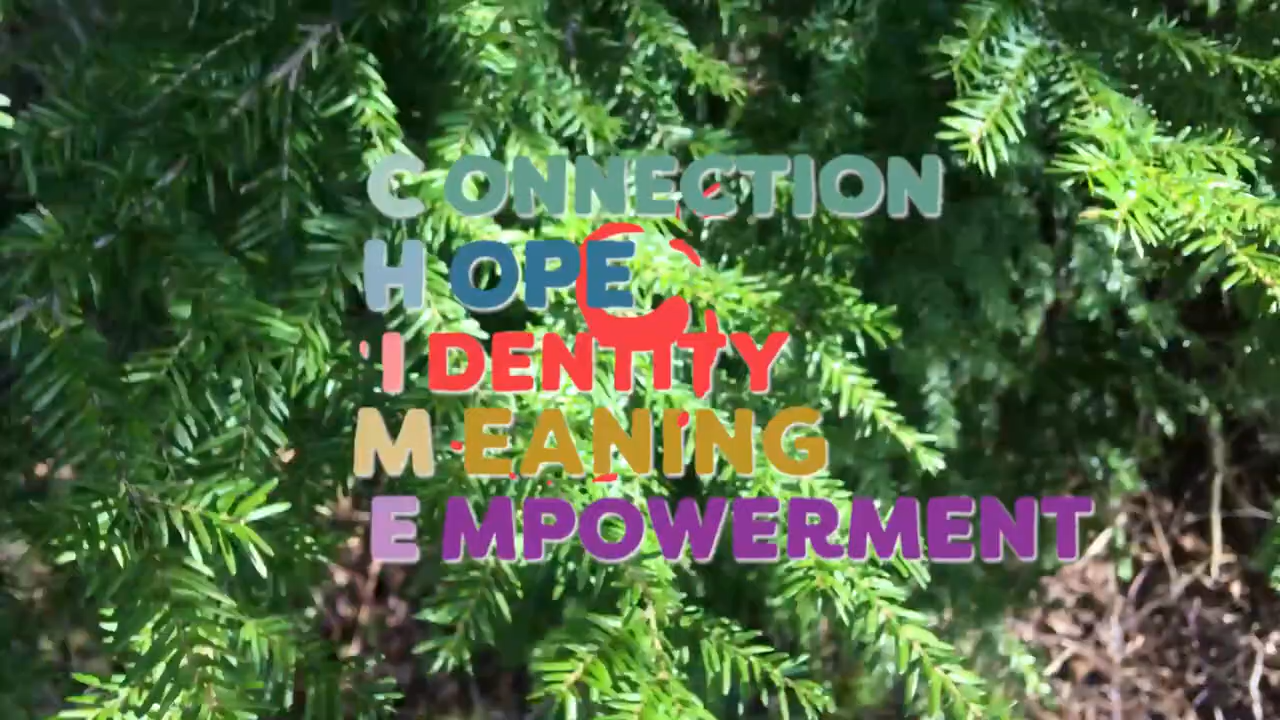 CONNECTION
HOPE
IDENTITY
MEANING
EMPOWERMENT